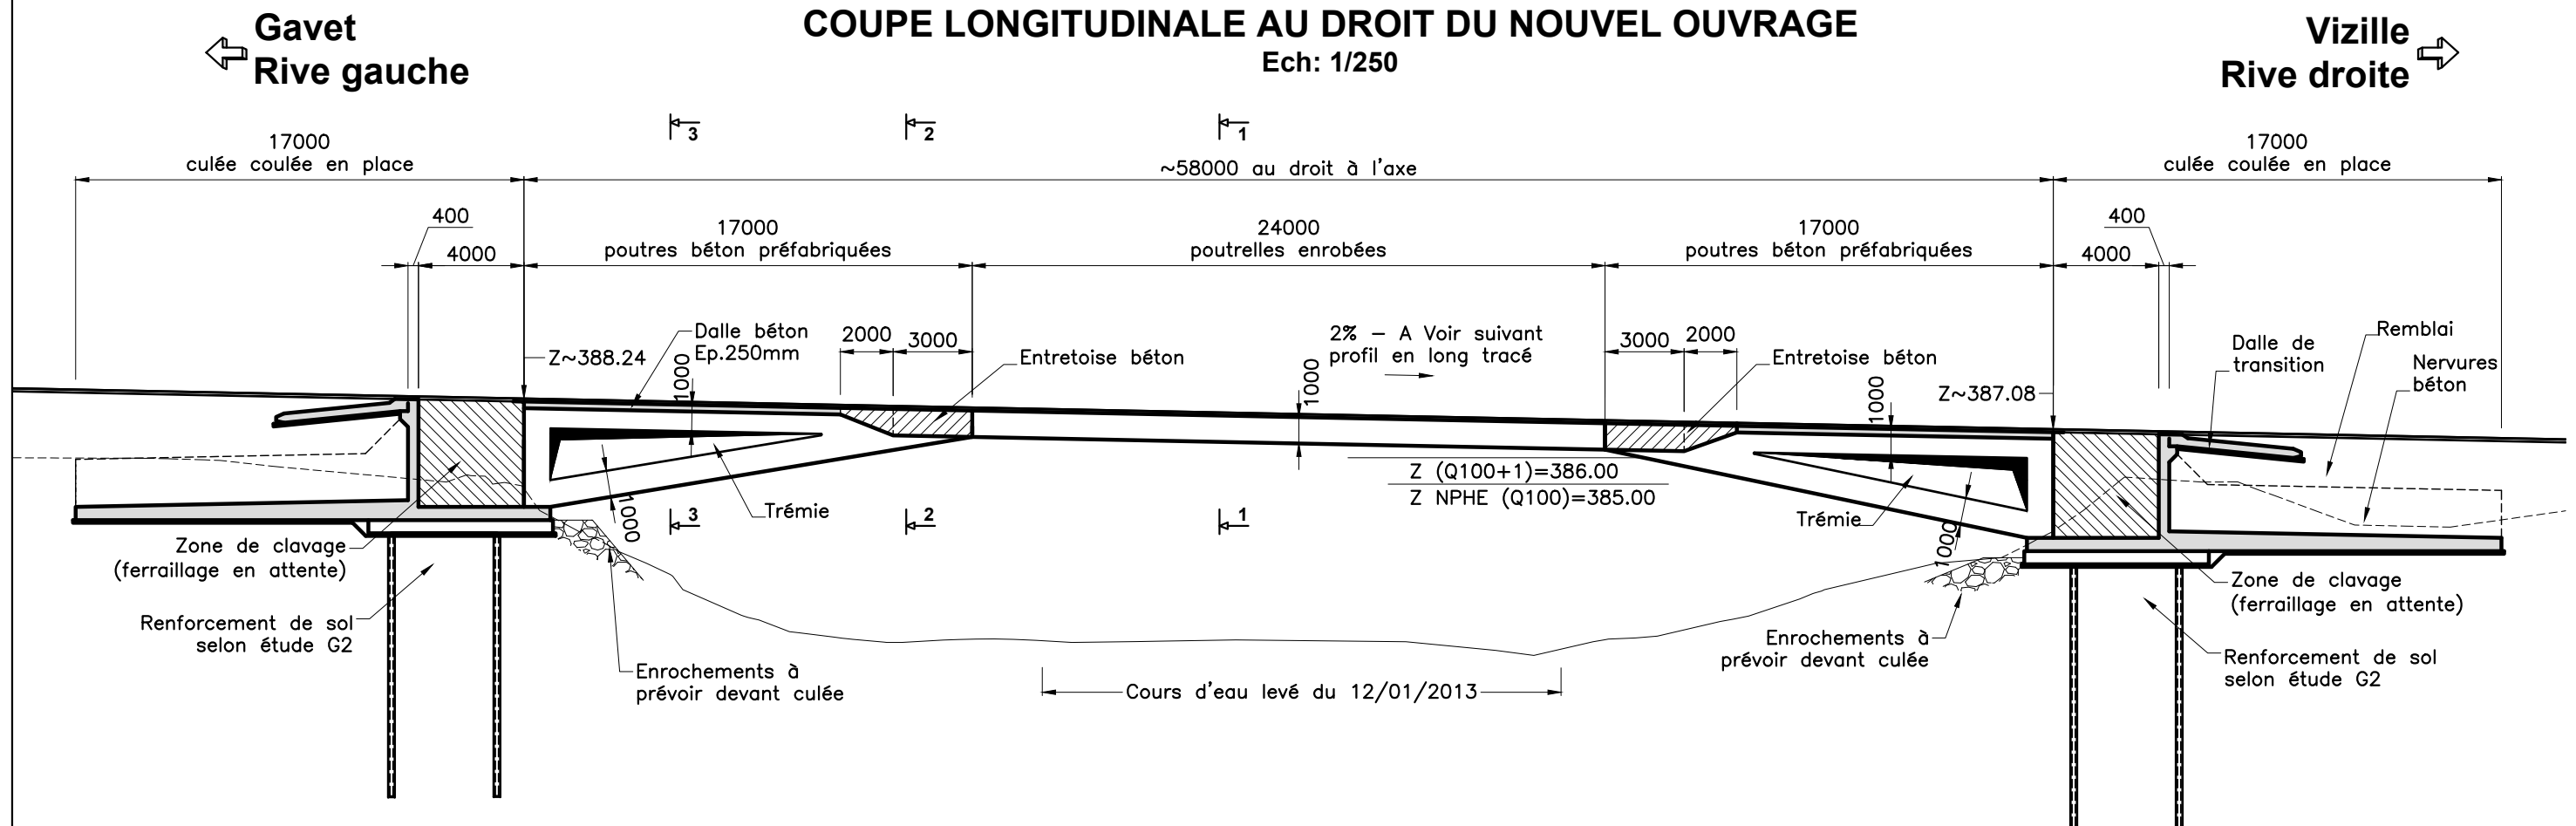 COUPE LONGITUDINALE AU DROIT DU NOUVEL OUVRAGE
Ech: 1/250
Gavet
Rive gauche
Vizille
Rive droite
3
2
1
17000
culée coulée en place
~58000 au droit à l'axe
17000
culée coulée en place
400
4000
17000
poutres béton préfabriquées
24000
poutrelles enrobées
17000
poutres béton préfabriquées
400
4000
Z~388.24
Dalle béton
Ep.250mm
1000
2000
3000
Entretoise béton
1000
2% – A Voir suivant
profil en long tracé
3000
2000
Entretoise béton
1000
Z~387.08
Dalle de
transition
Remblai
Nervures
béton
Z (Q100+1)=386.00
Z NPHE (Q100)=385.00
Trémie
1000
Trémie
1000
3
2
1
Zone de clavage
(ferraillage en attente)
Renforcement de sol
selon étude G2
Enrochements à
prévoir devant culée
Cours d'eau levé du 12/01/2013
Enrochements à
prévoir devant culée
Zone de clavage
(ferraillage en attente)
Renforcement de sol
selon étude G2